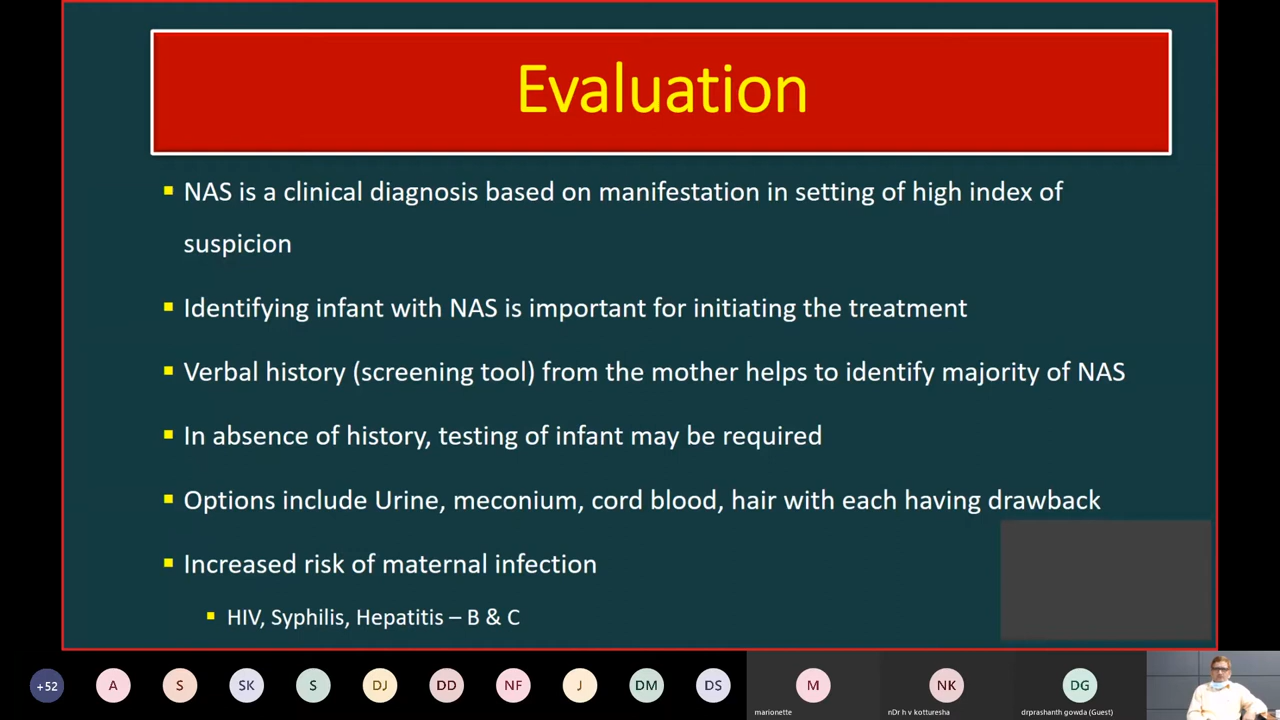 Evaluation
NAS is a clinical diagnosis based on manifestation in setting of high index of
suspicion
Identifying infant with NAS is important for initiating the treatment
Verbal history (screening tool) from the mother helps to identify majority of NAS
In absence of history, testing of infant may be required
Options include Urine, meconium, cord blood, hair with each having drawback
Increased risk of maternal infection
HIV, Syphilis, Hepatitis – B & C
+52 A S SK S DJ DD NF J DM DS M NK DG
marionette nDr h v kotturesha drprashanth gowda (Guest)